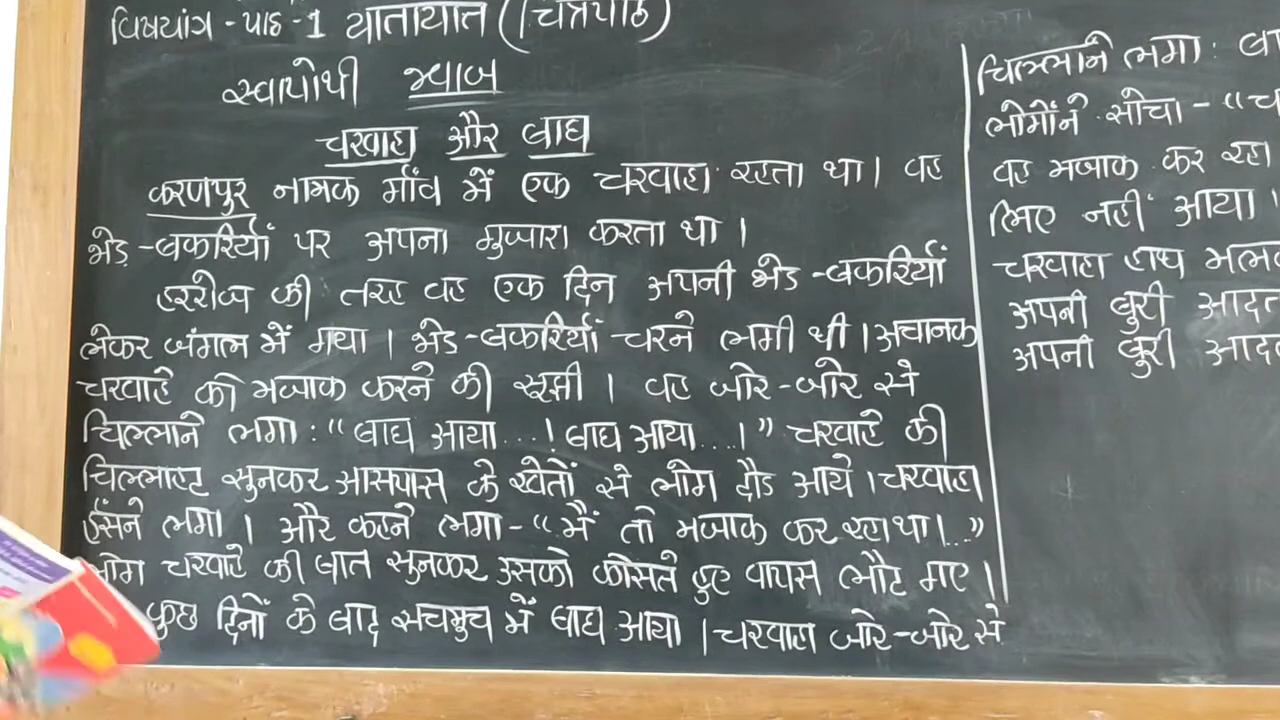 विषयांग - पाठ - 1 यातायात (चित्रपाठ)
स्वाध्याय
चरवाहा और बाघ
करणपुर नामक गाँव में एक चरवाहा रहता था। वह
भेड़-बकरियाँ पर अपना गुजारा करता था।
हररोज की तरह वह एक दिन अपनी भेड-बकरियाँ
लेकर जंगल में गया। भेड-बकरियाँ चरने लगी थी। अचानक
चरवाहे को मजाक करने की सूझी। वह जोर-जोर से
चिल्लाने लगा: “बाघ आया...! बाघ आया....।” चरवाहे की
चिल्लाहट सुनकर आसपास के खेतों से लोग दौड आये। चरवाहा
हँसने लगा। और कहने लगा-“मैं तो मजाक कर रहा था।..”
लोग चरवाहे की बात सुनकर उसको कोसते हुए वापस लौट गए।
कुछ दिनों के बाद सचमुच में बाघ आया। चरवाहा जोर-जोर से
चिल्लाने लगा: बा
लोगोंने सोचा-“च
वह मजाक कर रहा
लिए नहीं आया।
चरवाहा हाथ मल
अपनी बुरी आदत
अपनी बुरी आदत